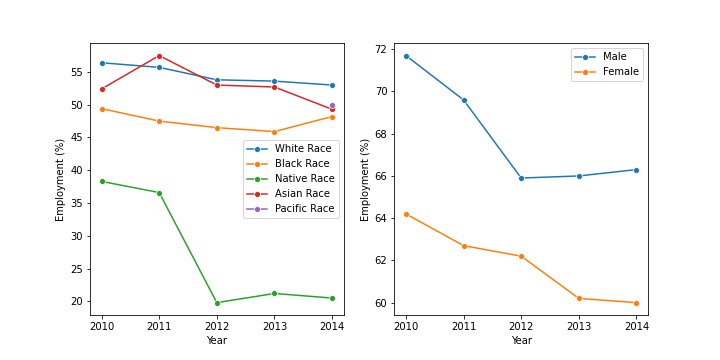 55
50
45
40
35
30
25
20
Employment (%)
2010 2011 2012 2013 2014
Year
White Race
Black Race
Native Race
Asian Race
Pacific Race
72
70
68
66
64
62
60
Employment (%)
2010 2011 2012 2013 2014
Year
Male
Female